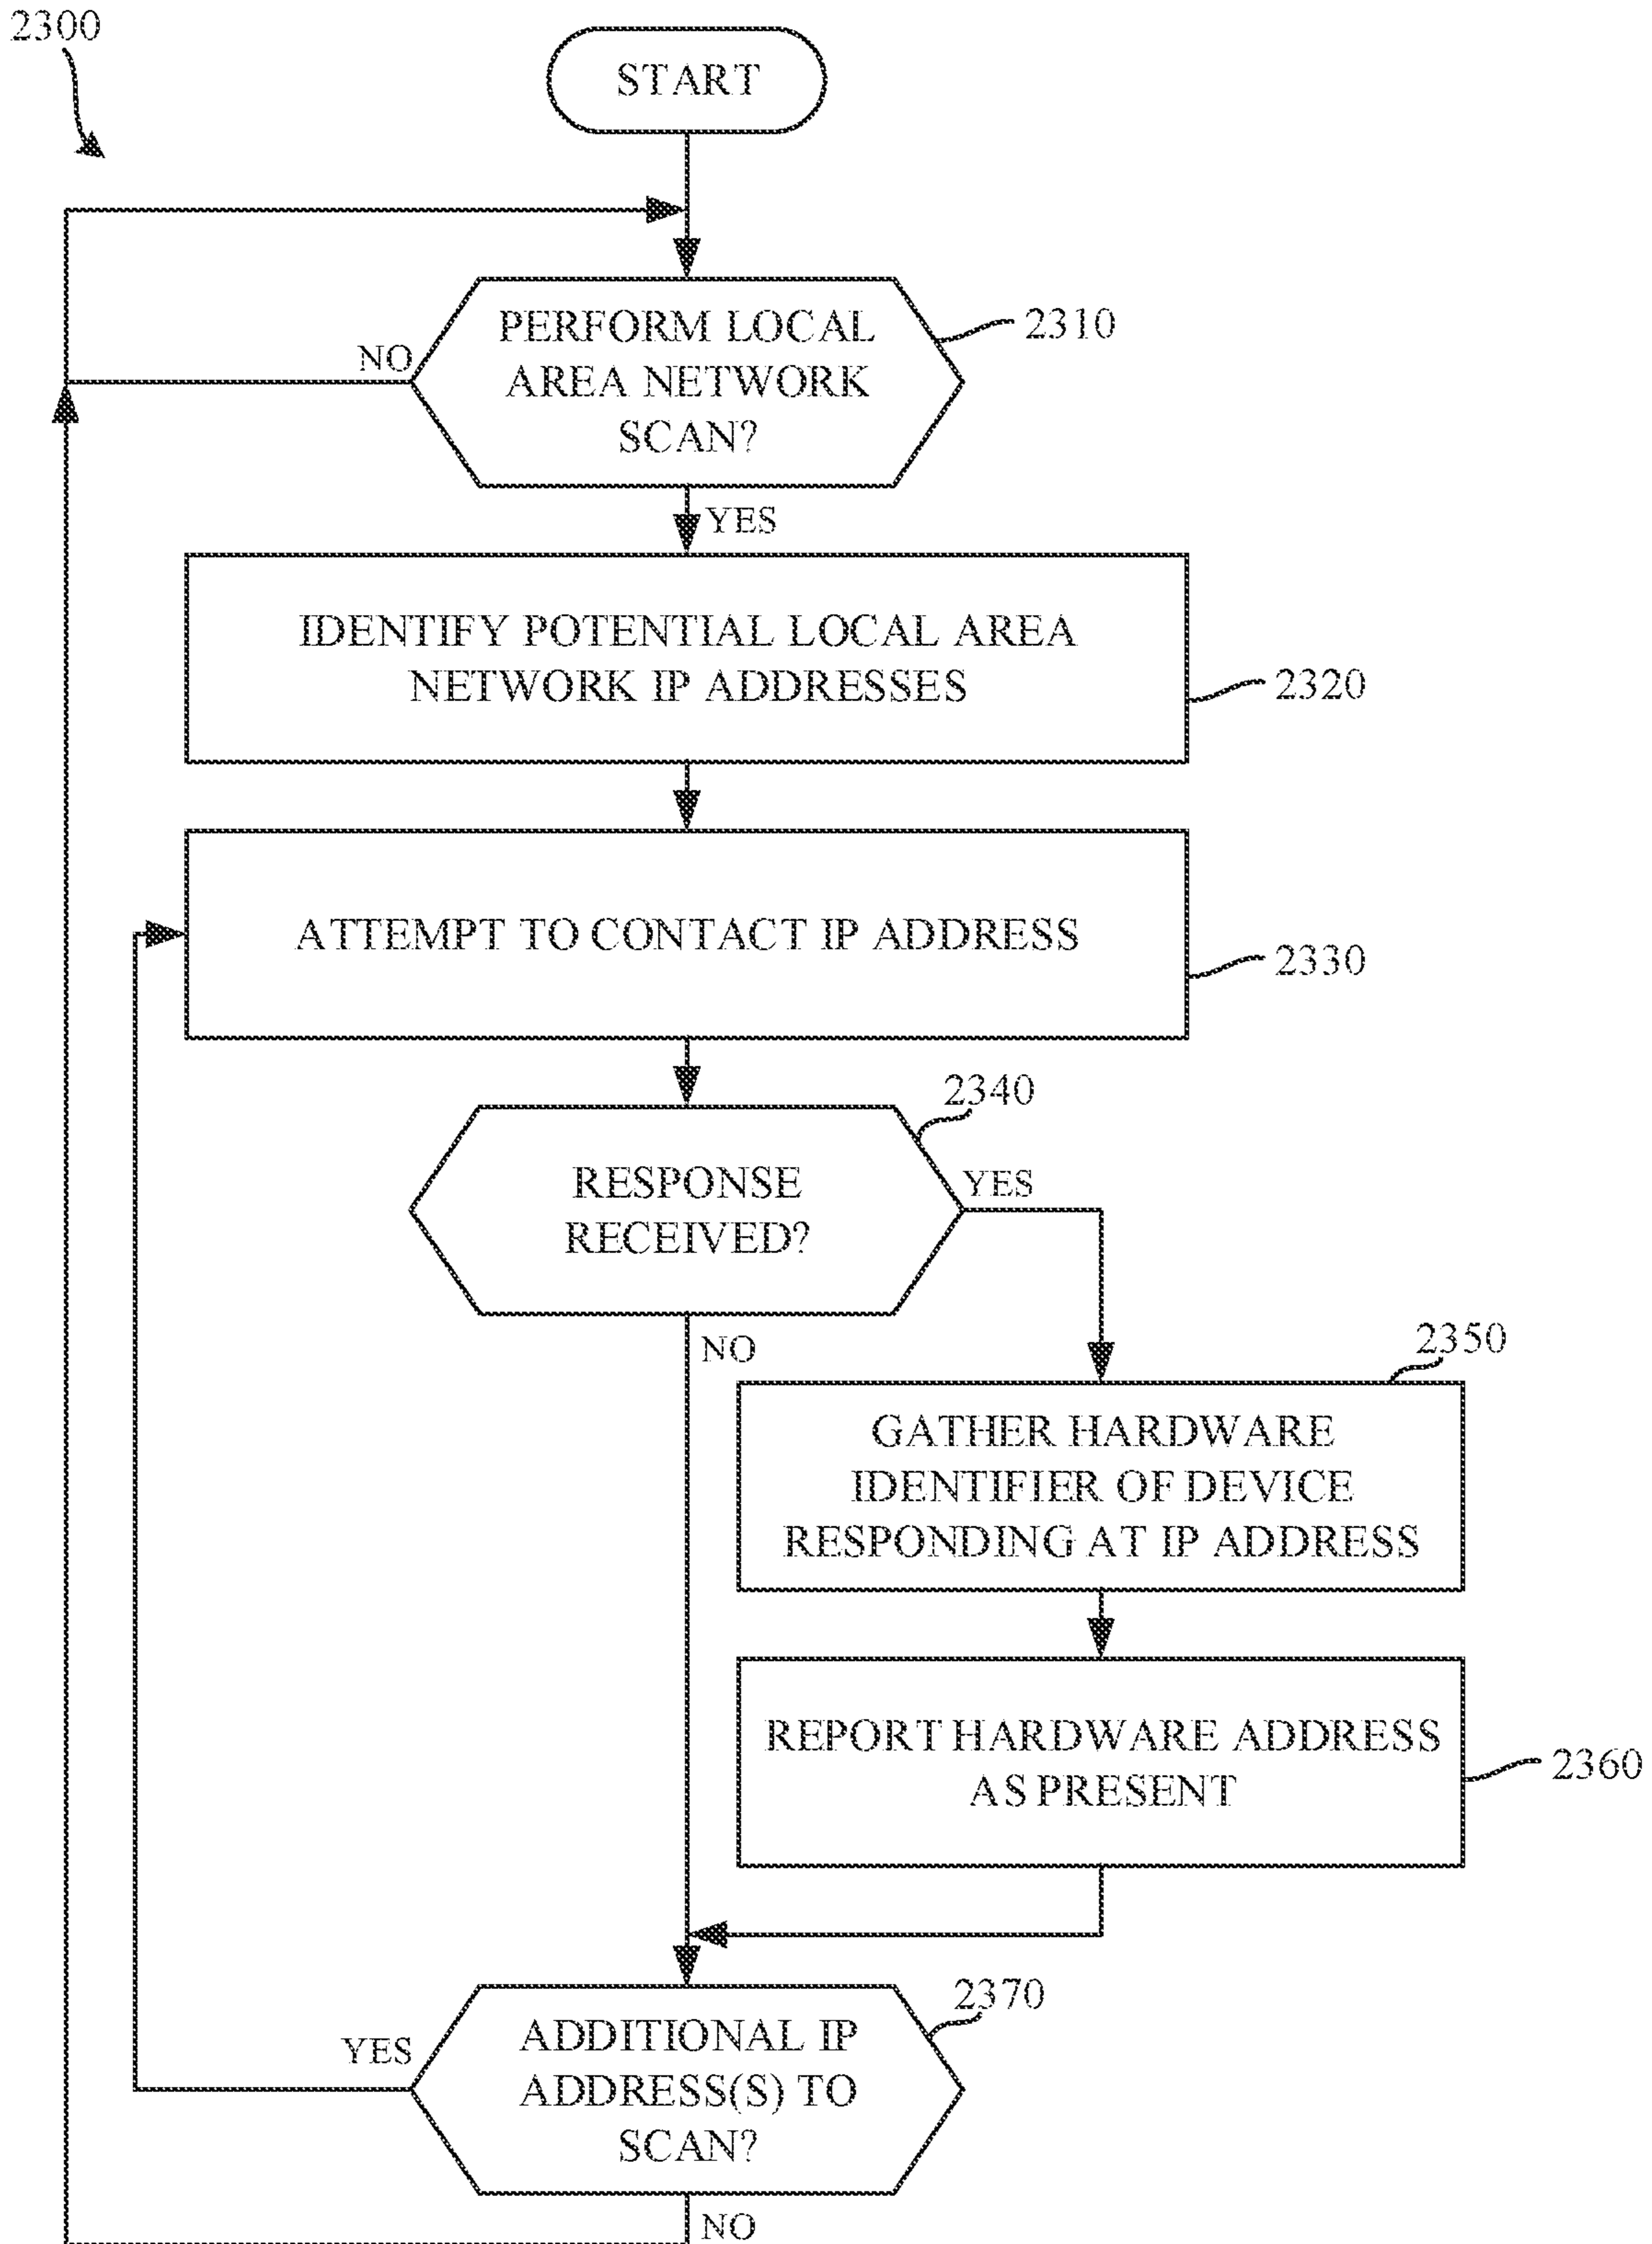 2300
START
PERFORM LOCAL
AREA NETWORK
SCAN?
2310
NO
YES
IDENTIFY POTENTIAL LOCAL AREA
NETWORK IP ADDRESSES
2320
ATTEMPT TO CONTACT IP ADDRESS
2330
2340
RESPONSE
RECEIVED?
YES
NO
2350
GATHER HARDWARE
IDENTIFIER OF DEVICE
RESPONDING AT IP ADDRESS
REPORT HARDWARE ADDRESS
AS PRESENT
2360
2370
ADDITIONAL IP
ADDRESS(S) TO
SCAN?
YES
NO